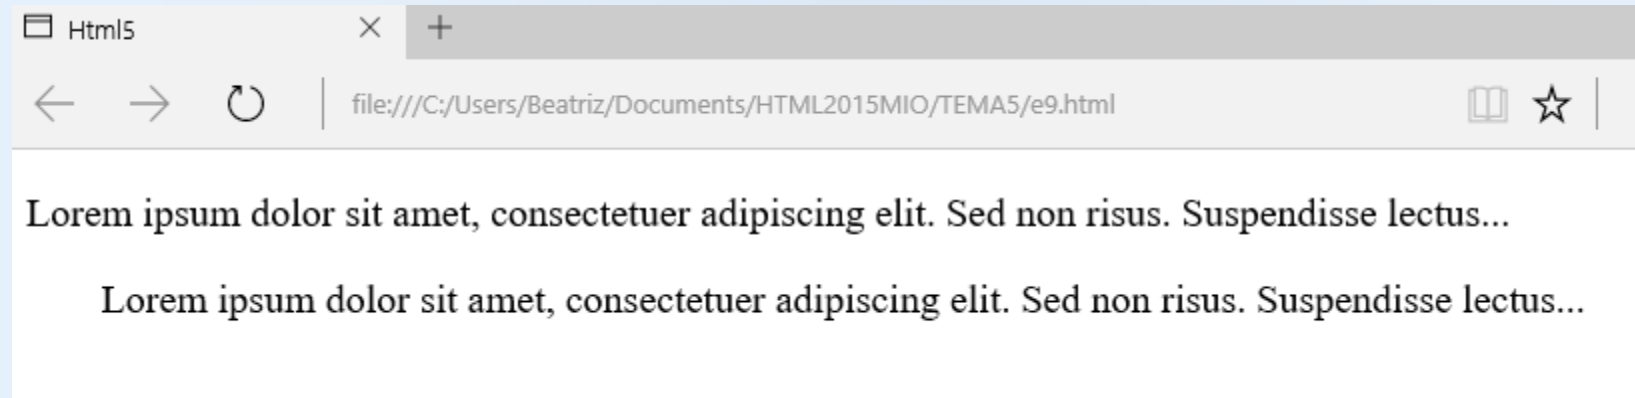 Html5
file:///C:/Users/Beatriz/Documents/HTML2015MIO/TEMA5/e9.html
Lorem ipsum dolor sit amet, consectetuer adipiscing elit. Sed non risus. Suspendisse lectus...
Lorem ipsum dolor sit amet, consectetuer adipiscing elit. Sed non risus. Suspendisse lectus...